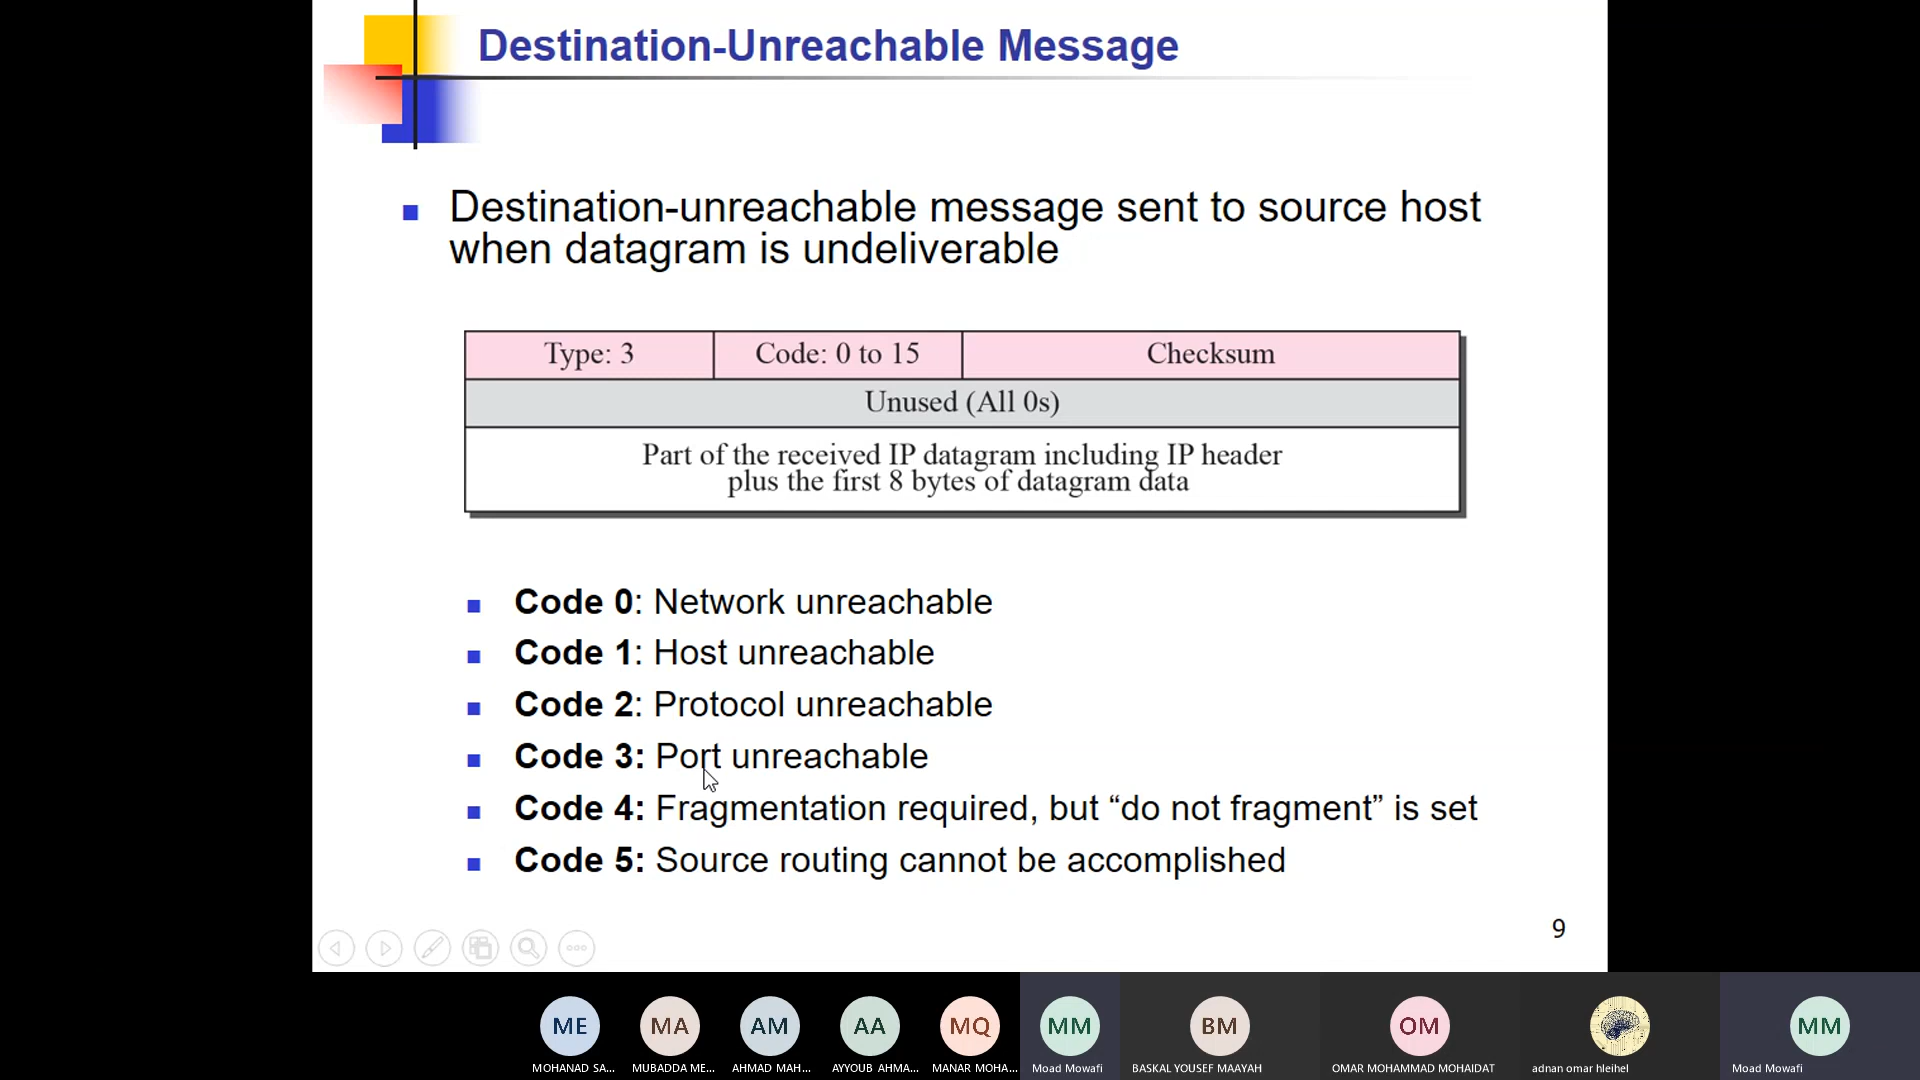 Destination-Unreachable Message
Destination-unreachable message sent to source host
when datagram is undeliverable
Type: 3 Code: 0 to 15 Checksum
Unused (All 0s)
Part of the received IP datagram including IP header
plus the first 8 bytes of datagram data
Code 0: Network unreachable
Code 1: Host unreachable
Code 2: Protocol unreachable
Code 3: Port unreachable
Code 4: Fragmentation required, but “do not fragment” is set
Code 5: Source routing cannot be accomplished
9
ME MA AM AA MQ MM BM OM MM
MOHANAD SA... MUBADDA ME... AHMAD MAH... AYYOUB AHMA... MANAR MOHA... Moad Mowafi BASKAL YOUSEF MAAYAH OMAR MOHAMMAD MOHAIDAT adnan omar hleihel Moad Mowafi